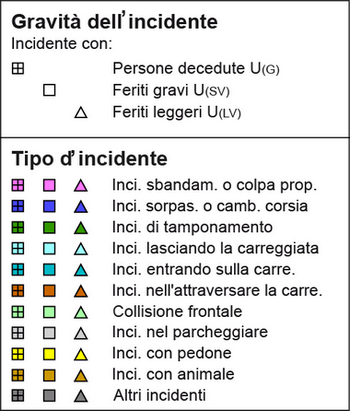 Gravità dell'incidente
Incidente con:
Persone decedute U(G)
Feriti gravi U(SV)
Feriti leggeri U(LV)
Tipo d'incidente
Inci. sbandam. o colpa prop.
Inci. sorpas. o camb. corsia
Inci. di tamponamento
Inci. lasciando la carreggiata
Inci. entrando sulla carre.
Inci. nell'attraversare la carre.
Collisione frontale
Inci. nel parcheggiare
Inci. con pedone
Inci. con animale
Altri incidenti